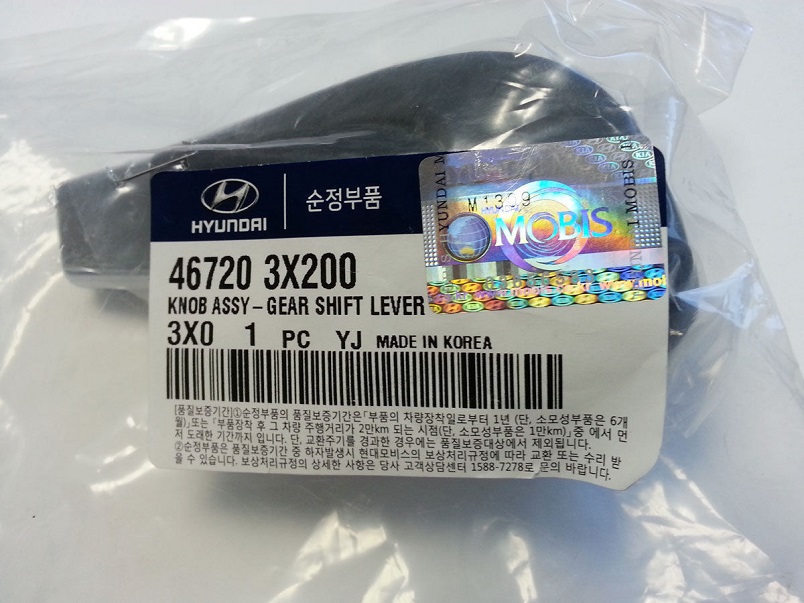 HYUNDAI
순정부품
M1309
MOBIS
46720 3X200
KNOB ASSY-GEAR SHIFT LEVER
3X0 1 PC YJ MADE IN KOREA
[품질보증기간]①순정부품의 품질보증기간은「부품의 차량장착일로부터 1년 (단, 소모성부품은 6개
월)」또는「부품장착 후 그 차량 주행거리가 2만km 되는 시점(단, 소모성부품은 1만km)」중 에서 먼
저 도래한 기간까지 입니다. 단, 교환주기를 경과한 경우에는 품질보증대상에서 제외됩니다.
②순정부품은 품질보증기간 중 하자발생시 현대모비스의 보상처리규정에 따라 교환 또는 수리 받
을 수 있습니다. 보상처리규정의 상세한 사항은 당사 고객상담센터 1588-7278로 문의 바랍니다.